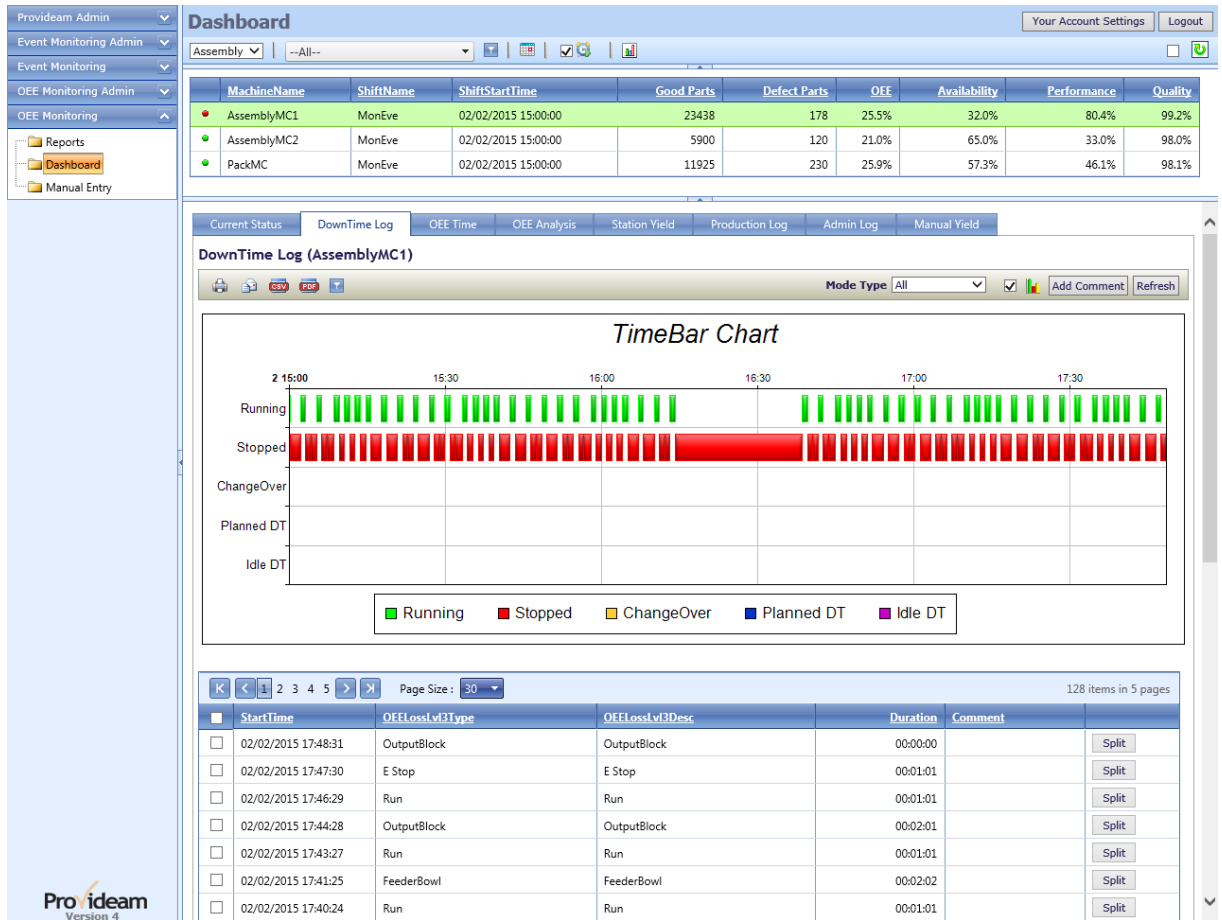 Provideam Admin
Event Monitoring Admin
Event Monitoring
OEE Monitoring Admin
OEE Monitoring
Reports
Dashboard
Manual Entry
Dashboard
Your Account Settings Logout
Assembly --All--
MachineName ShiftName ShiftStartTime Good Parts Defect Parts OEE Availability Performance Quality
AssemblyMC1 MonEve 02/02/2015 15:00:00 23438 178 25.5% 32.0% 80.4% 99.2%
AssemblyMC2 MonEve 02/02/2015 15:00:00 5900 120 21.0% 65.0% 33.0% 98.0%
PackMC MonEve 02/02/2015 15:00:00 11925 230 25.9% 57.3% 46.1% 98.1%
Current Status DownTime Log OEE Time OEE Analysis Station Yield Production Log Admin Log Manual Yield
DownTime Log (AssemblyMC1)
CSV PDF Mode Type All Add Comment Refresh
TimeBar Chart
2 15:00 15:30 16:00 16:30 17:00 17:30
Running
Stopped
ChangeOver
Planned DT
Idle DT
Running Stopped ChangeOver Planned DT Idle DT
1 2 3 4 5 Page Size : 30 128 items in 5 pages
StartTime OEELossLvl3Type OEELossLvl3Desc Duration Comment
02/02/2015 17:48:31 OutputBlock OutputBlock 00:00:00 Split
02/02/2015 17:47:30 E Stop E Stop 00:01:01 Split
02/02/2015 17:46:29 Run Run 00:01:01 Split
02/02/2015 17:44:28 OutputBlock OutputBlock 00:02:01 Split
02/02/2015 17:43:27 Run Run 00:01:01 Split
02/02/2015 17:41:25 FeederBowl FeederBowl 00:02:02 Split
02/02/2015 17:40:24 Run Run 00:01:01 Split
Provideam
Version 4